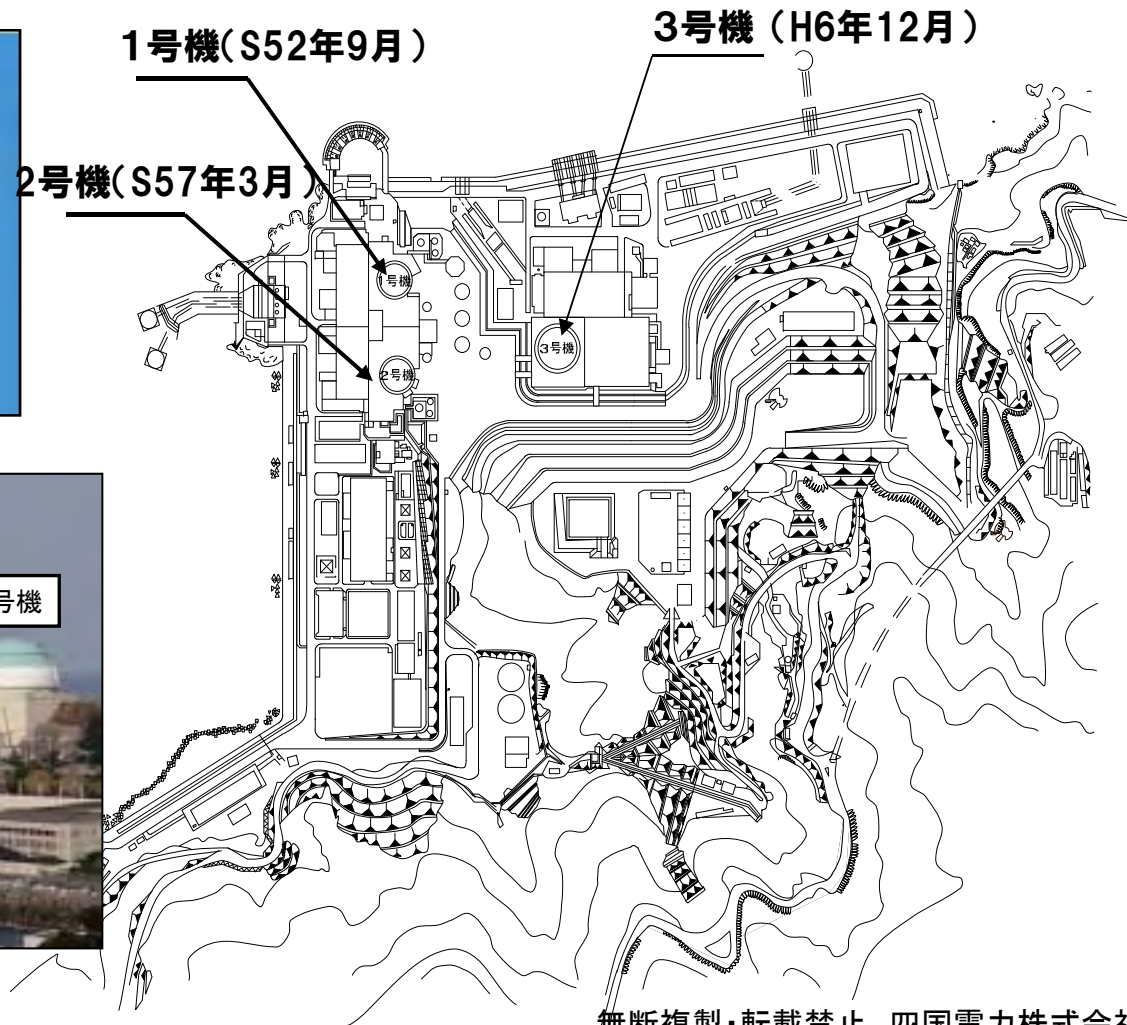 1号機(S52年9月)
3号機（H6年12月）
2号機(S57年3月)
1号機
3号機
2号機
号機
無断複製・転載禁止 四国電力株式会社